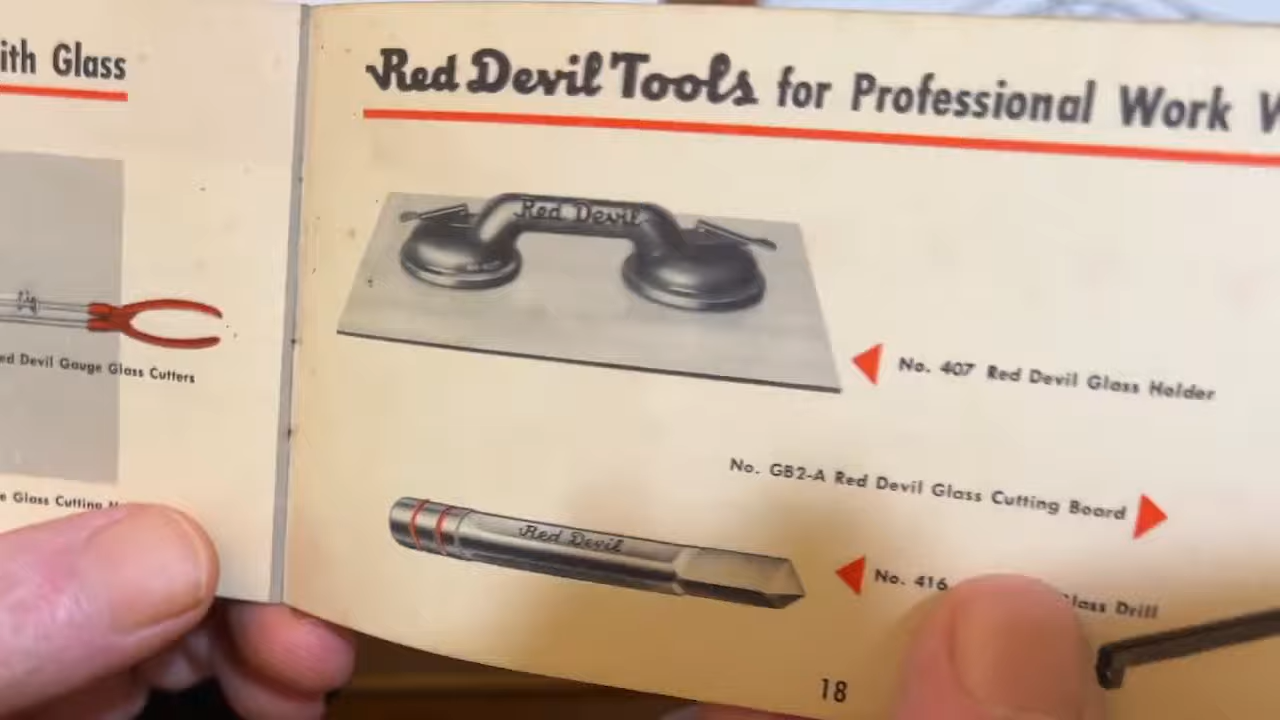 ith Glass
ed Devil Gauge Glass Cutters
e Glass Cutting
Red Devil Tools for Professional Work W
Red Devil
No. 407 Red Devil Glass Holder
No. GB2-A Red Devil Glass Cutting Board
Red Devil
No. 416 Glass Drill
18